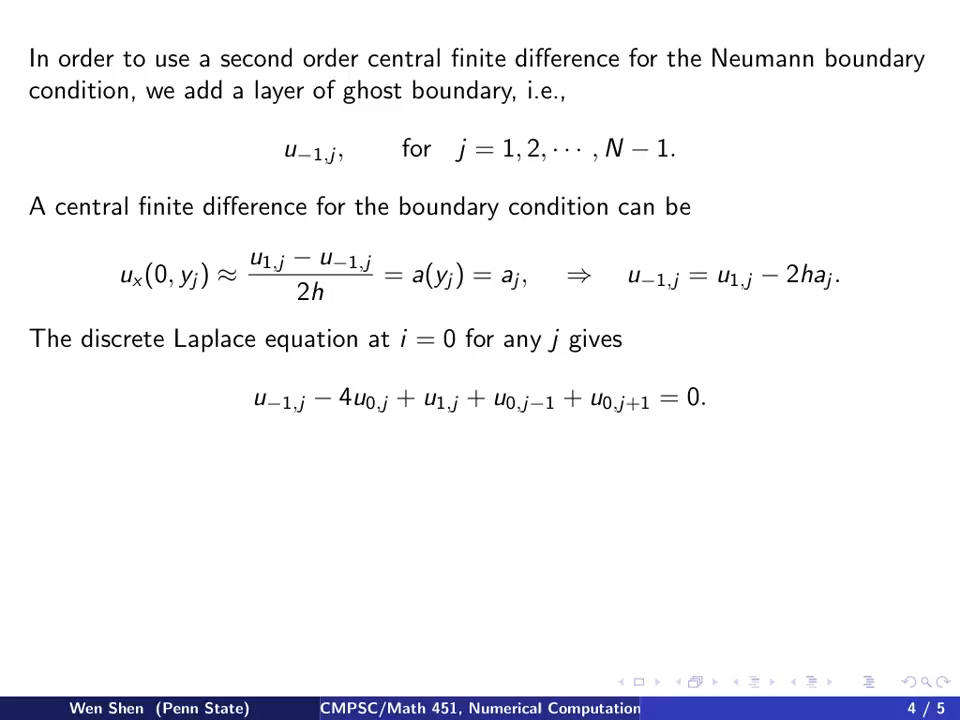 In order to use a second order central finite difference for the Neumann boundary
condition, we add a layer of ghost boundary, i.e.,
u₋₁,ⱼ, for j = 1, 2, ··· , N − 1.
A central finite difference for the boundary condition can be
uₓ(0, yⱼ) ≈ (u₁,ⱼ − u₋₁,ⱼ)/2h = a(yⱼ) = aⱼ, ⇒ u₋₁,ⱼ = u₁,ⱼ − 2haⱼ.
The discrete Laplace equation at i = 0 for any j gives
u₋₁,ⱼ − 4u₀,ⱼ + u₁,ⱼ + u₀,ⱼ₋₁ + u₀,ⱼ₊₁ = 0.
Wen Shen (Penn State) CMPSC/Math 451, Numerical Computation 4 / 5